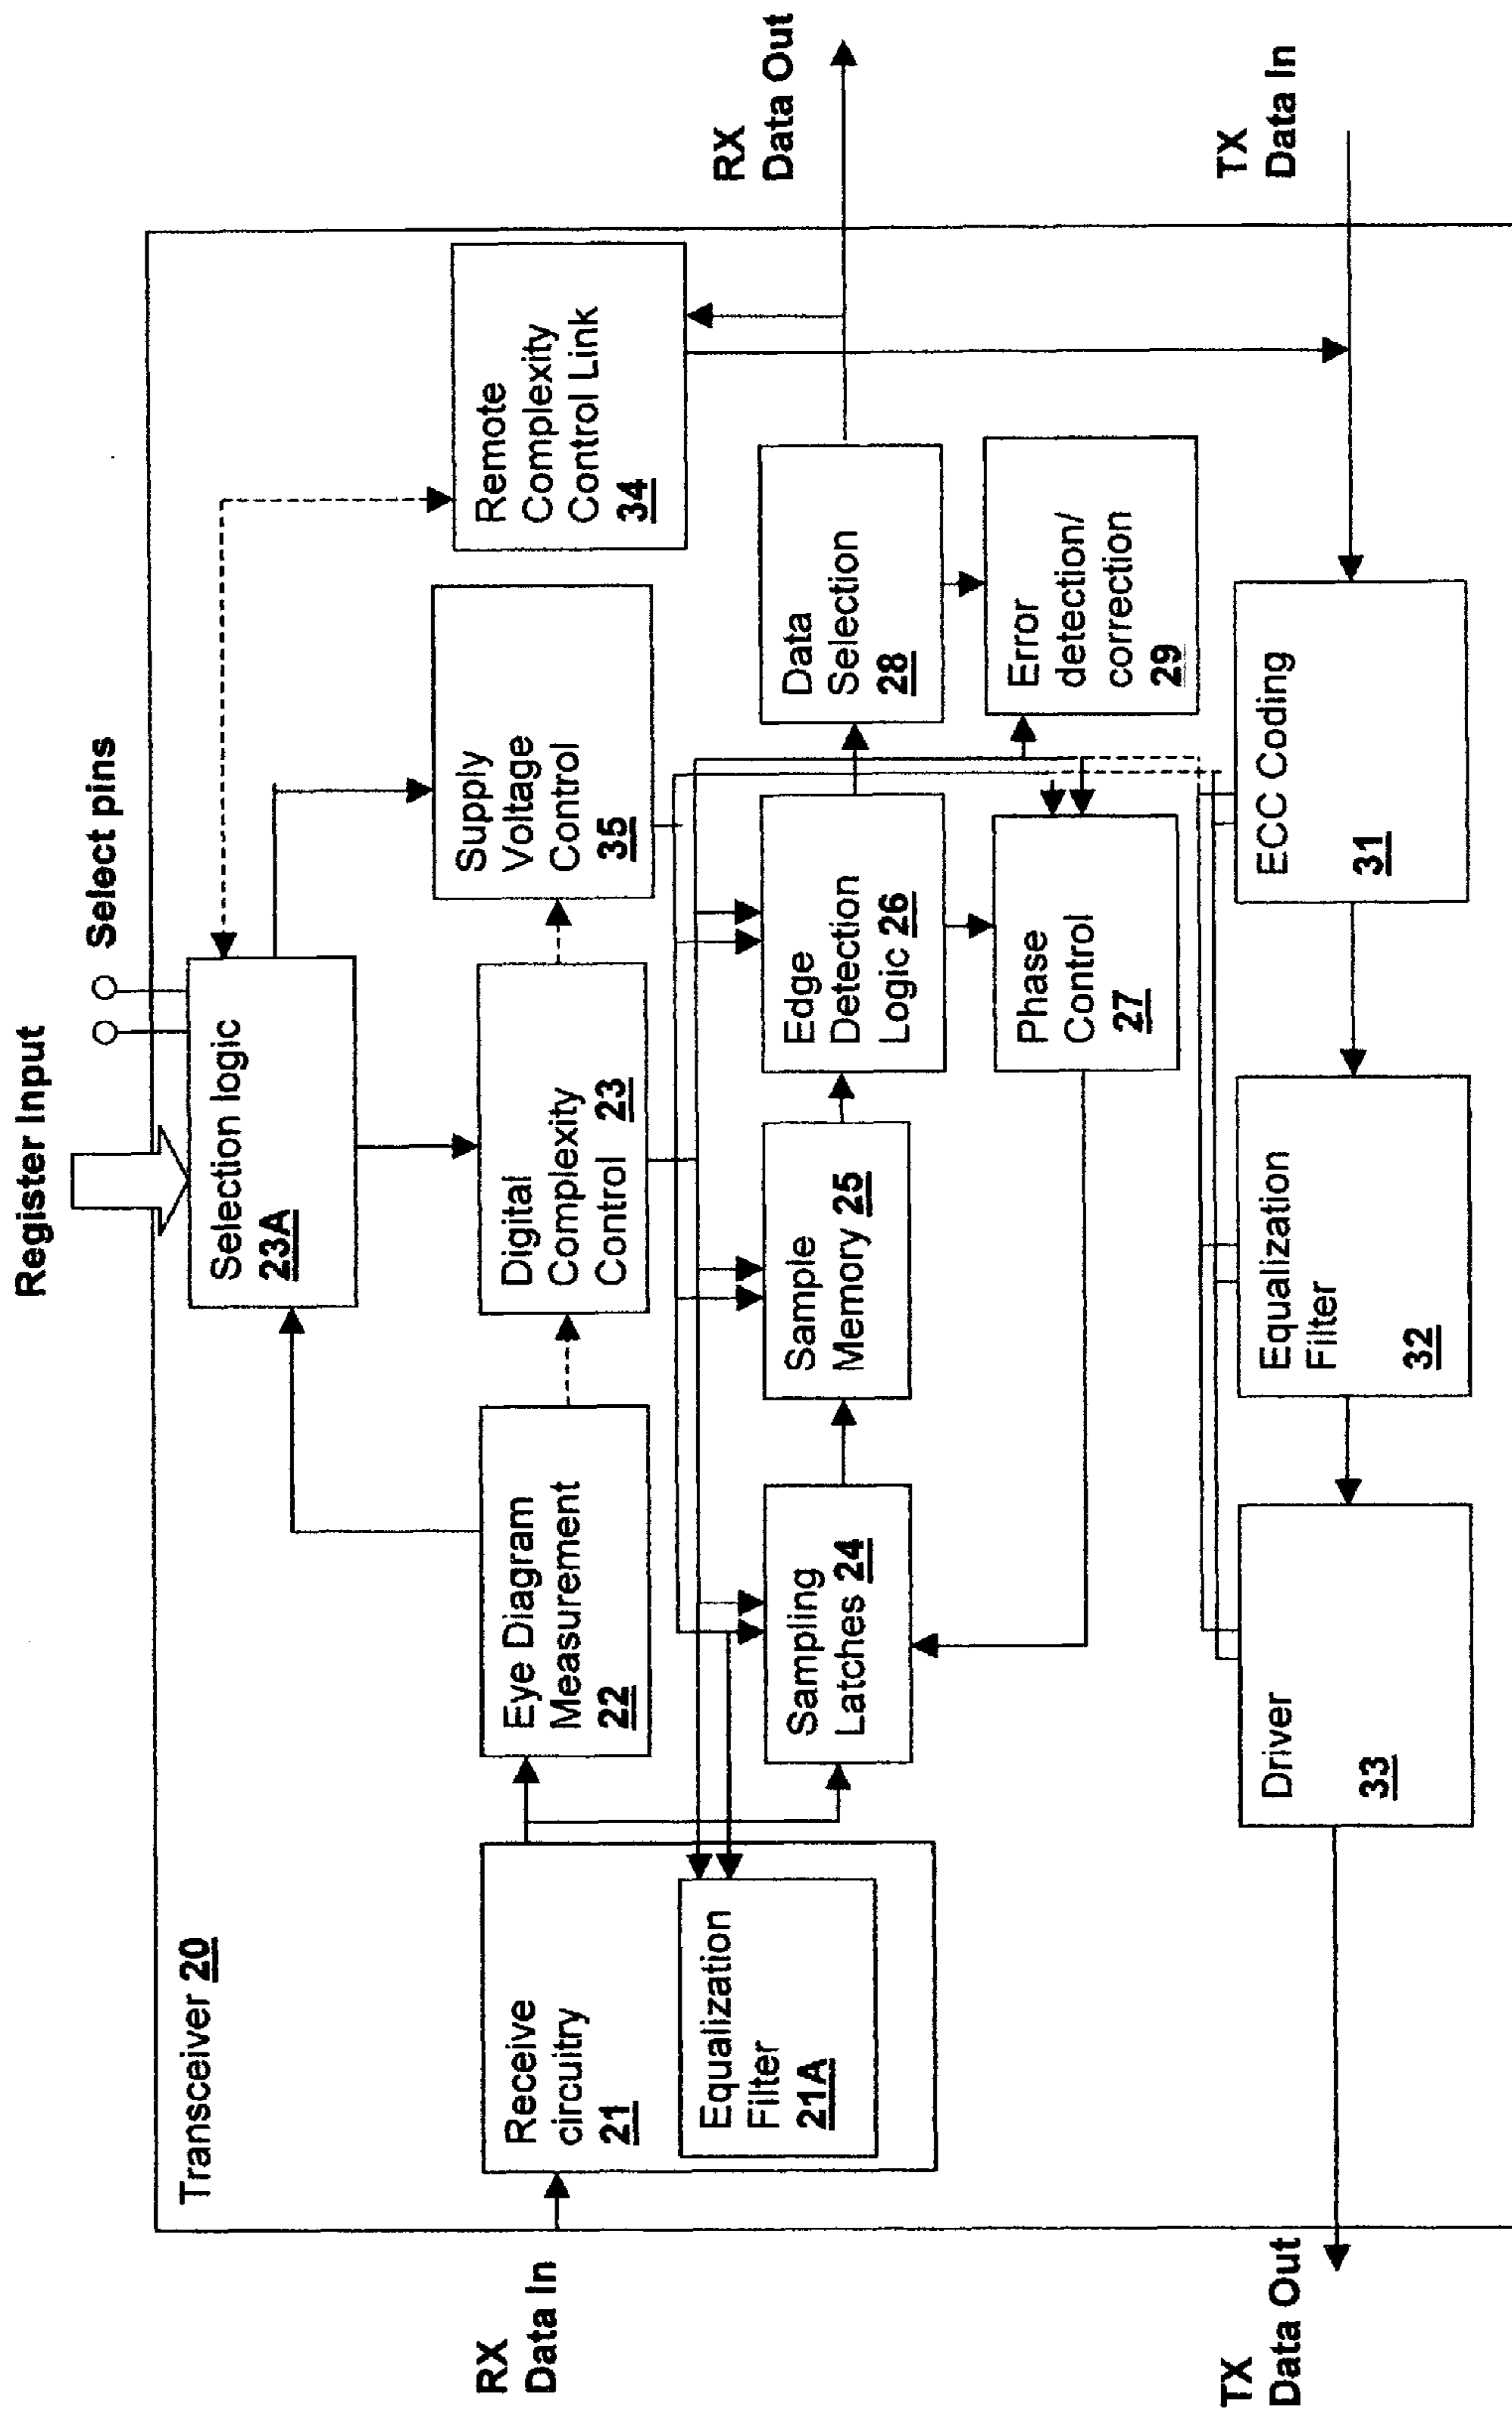 Register Input
Select pins
Transceiver 20
Selection logic
23A
RX
Data In
Receive
circuitry
21
Equalization
Filter
21A
Eye Diagram
Measurement
22
Digital
Complexity
Control 23
Supply
Voltage
Control
35
Remote
Complexity
Control Link
34
Sampling
Latches 24
Sample
Memory 25
Edge
Detection
Logic 26
Data
Selection
28
RX
Data Out
Phase
Control
27
Error
detection/
correction
29
TX
Data Out
Driver
33
Equalization
Filter
32
ECC Coding
31
TX
Data In